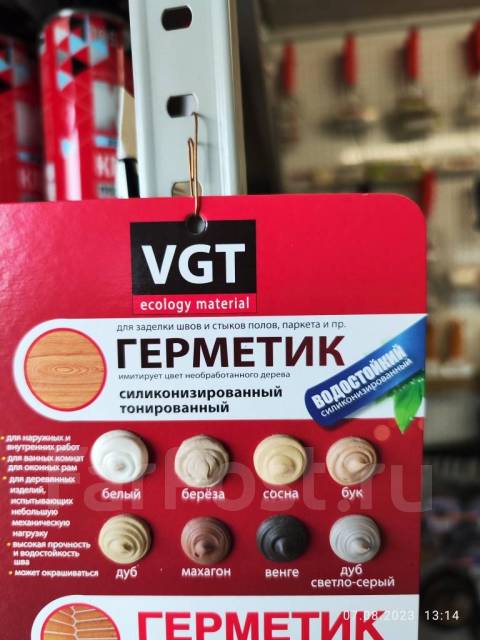 VGT
ecology material
для заделки швов и стыков полов, паркета и пр.
ГЕРМЕТИК
имитирует цвет необработанного дерева
силиконизированный
тонированный
ВОДОСТОЙКИЙ
силиконизированный
• для наружных и
внутренних работ
• для ванных комнат
для оконных рам
• для деревянных
изделий,
испытывающих
небольшую
механическую
нагрузку
• высокая прочность
и водостойкость
шва
• может окрашиваться
белый
берёза
сосна
бук
дуб
махагон
венге
дуб
светло-серый
ГЕРМЕТИК
07.08.2023 13:14